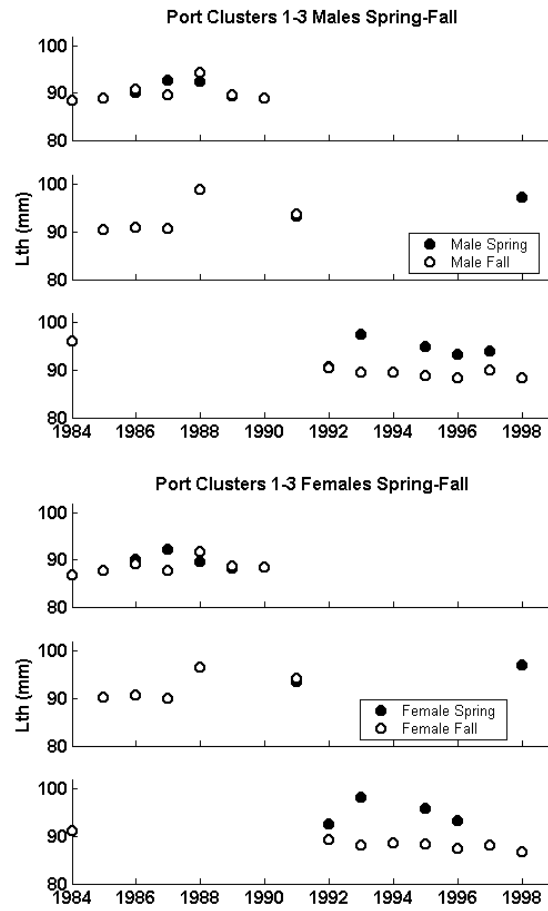 Port Clusters 1-3 Males Spring-Fall
100
90
80
100
90
80
Lth (mm)
Male Spring
Male Fall
100
90
80
1984 1986 1988 1990 1992 1994 1996 1998
Port Clusters 1-3 Females Spring-Fall
100
90
80
100
90
80
Lth (mm)
Female Spring
Female Fall
100
90
80
1984 1986 1988 1990 1992 1994 1996 1998